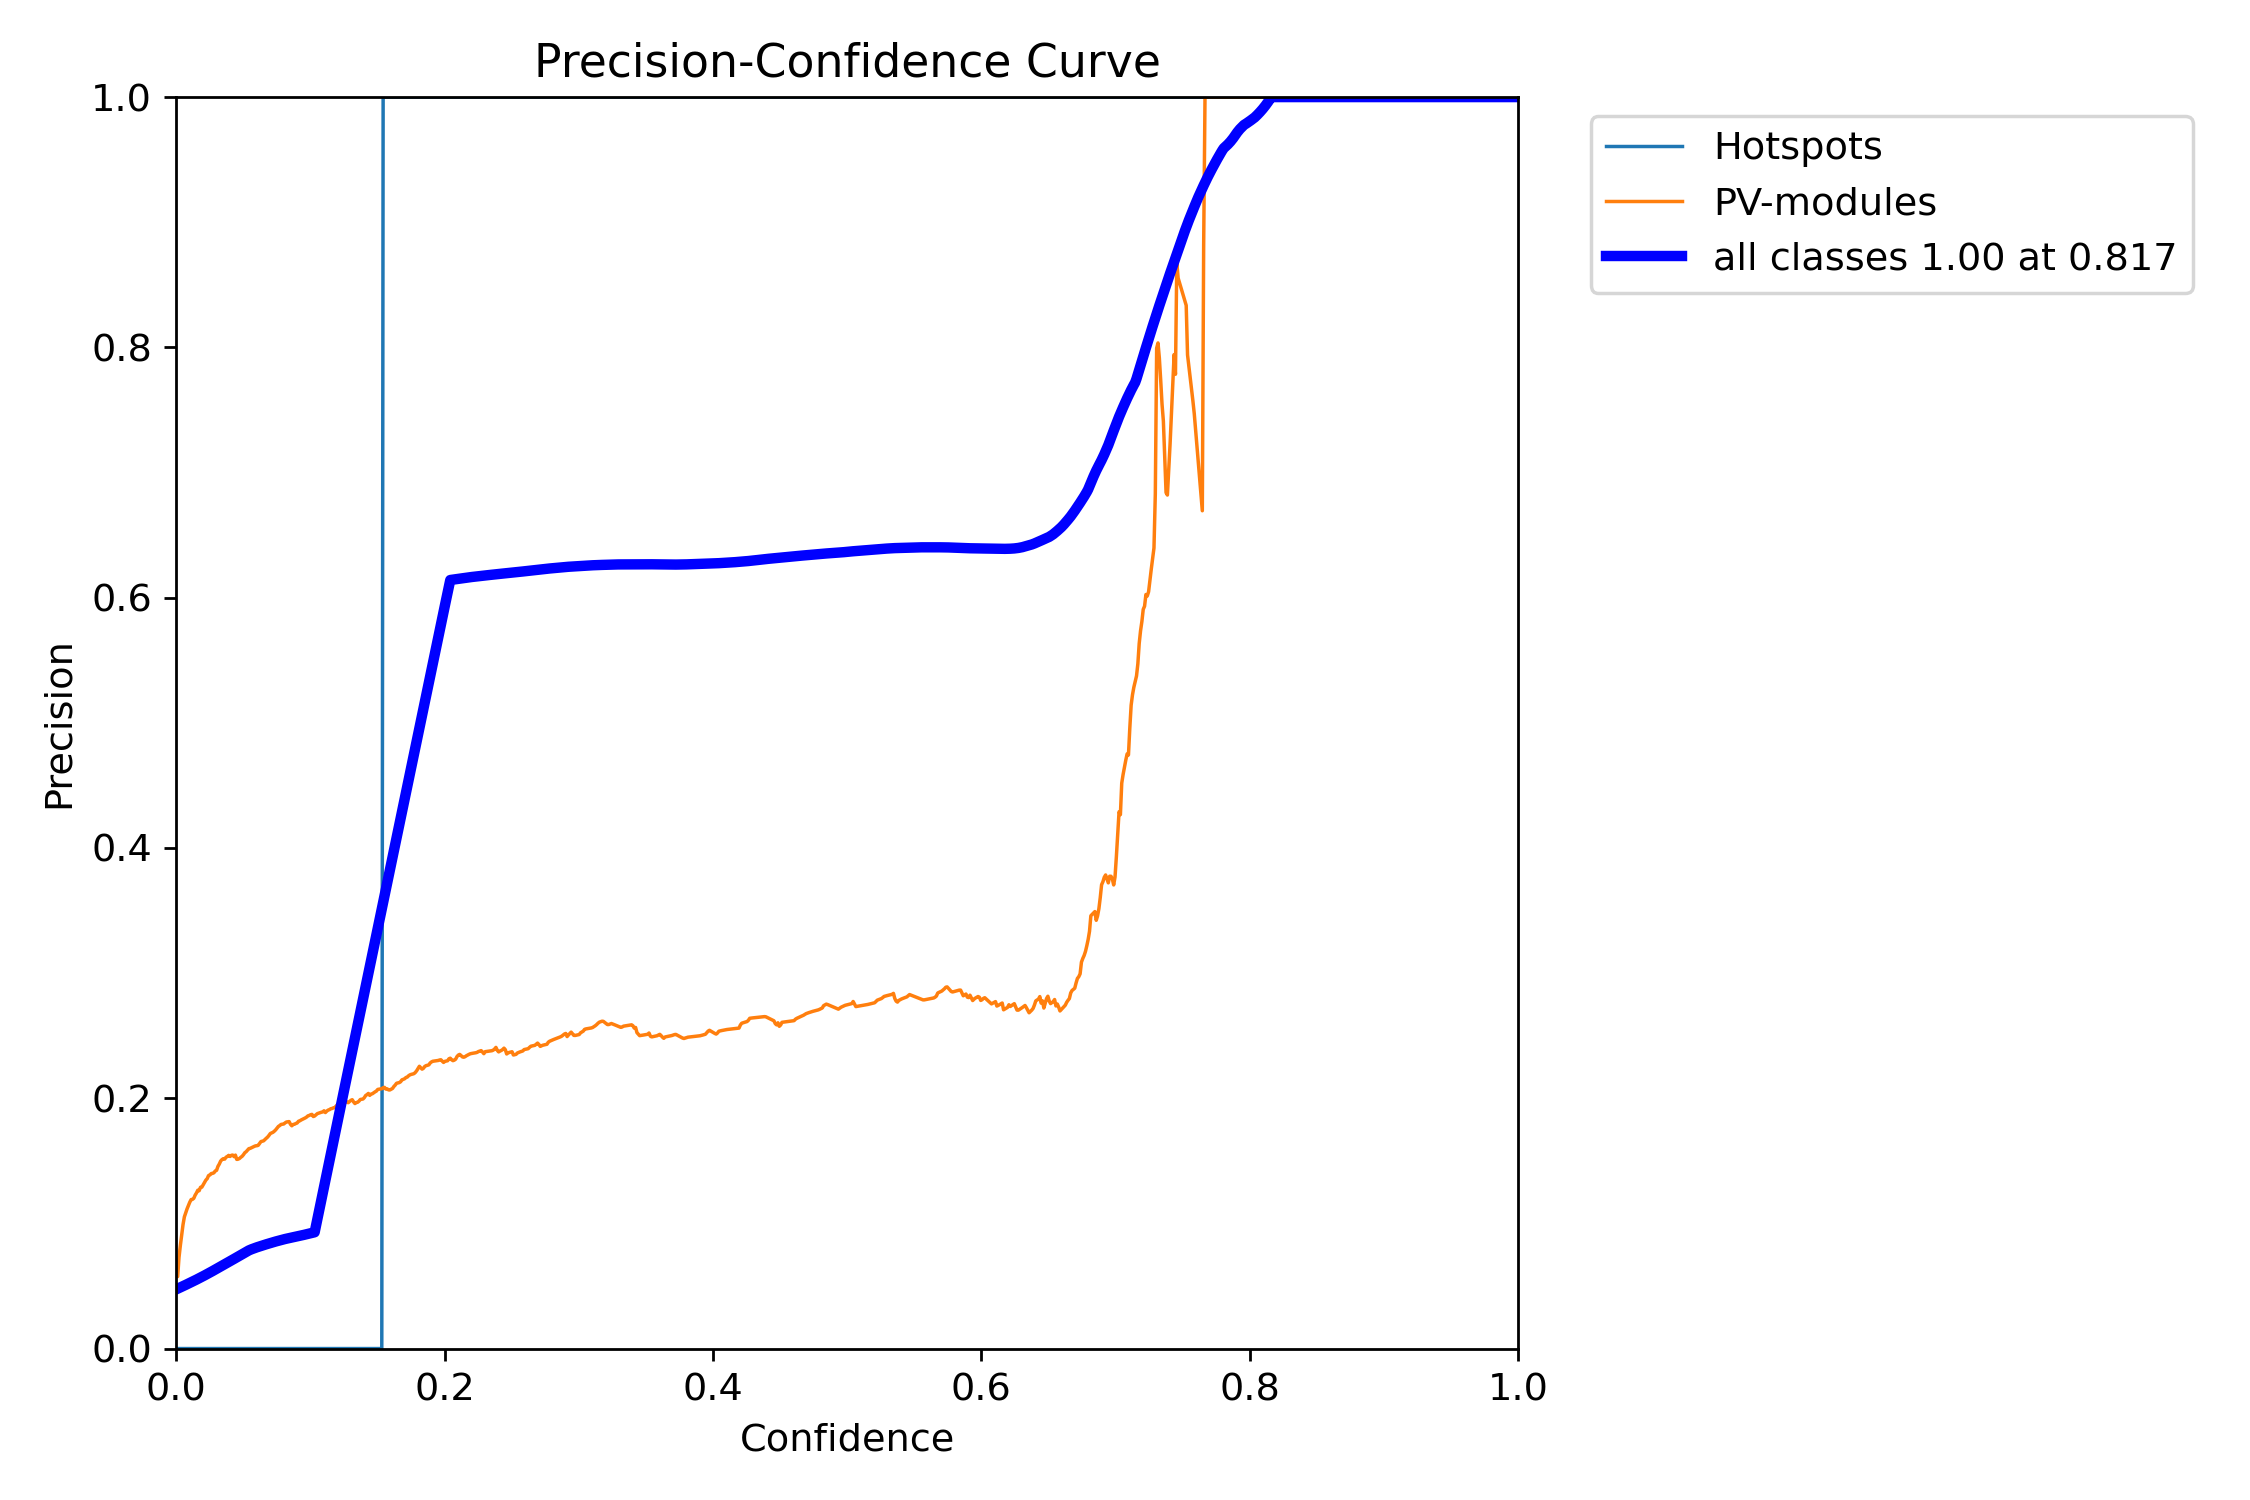 Precision-Confidence Curve
1.0
0.8
0.6
0.4
0.2
0.0
Precision
0.0 0.2 0.4 0.6 0.8 1.0
Confidence
Hotspots
PV-modules
all classes 1.00 at 0.817